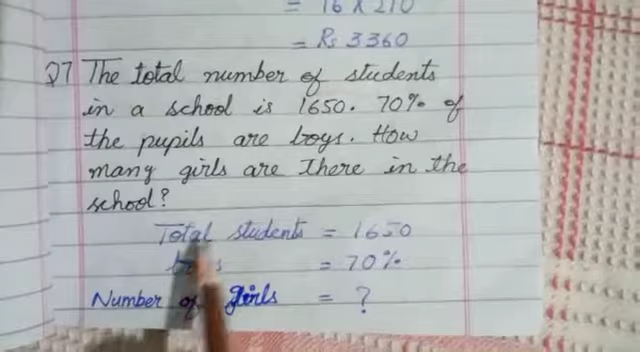 = 16 x 210
= Rs 3360
Q7 The total number of students
in a school is 1650. 70% of
the pupils are boys. How
many girls are there in the
school?
Total students = 1650
boys = 70%
Number of girls = ?